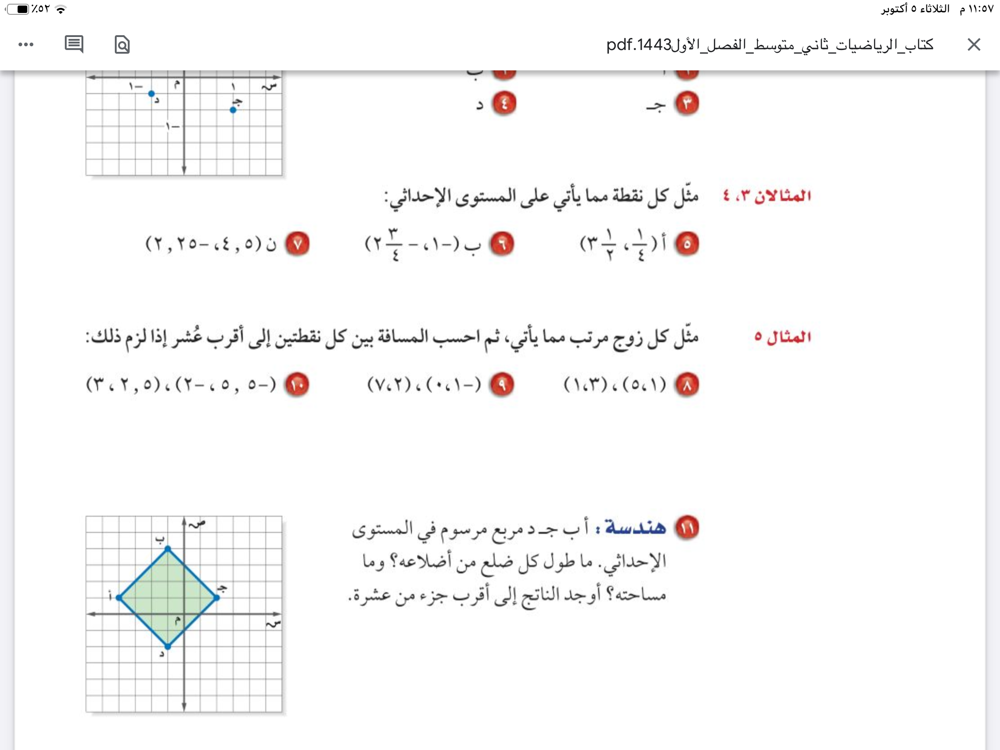 ١١:٥٧ م الثلاثاء ٥ أكتوبر ٥٢٪
كتاب_الرياضيات_ثاني_متوسط_الفصل_الأول1443.pdf
٣ جـ ٤ د
س ١ م −١
جـ د
−١
المثالان ٣، ٤ مثّل كل نقطة مما يأتي على المستوى الإحداثي:
٥ أ (١/٤، ٣ ١/٢) ٦ ب (−١، −٢ ٣/٤) ٧ ن (٤,٥، −٢,٢٥)
المثال ٥ مثّل كل زوج مرتب مما يأتي، ثم احسب المسافة بين كل نقطتين إلى أقرب عُشر إذا لزم ذلك:
٨ (١،٥)، (٣،١) ٩ (−١،٠)، (٢،٧) ١٠ (−٥,٥، −٢)، (٢,٥، ٣)
١١ هندسة: أ ب جـ د مربع مرسوم في المستوى
الإحداثي. ما طول كل ضلع من أضلاعه؟ وما
مساحته؟ أوجد الناتج إلى أقرب جزء من عشرة.
ص
ب
جـ أ
م س
د